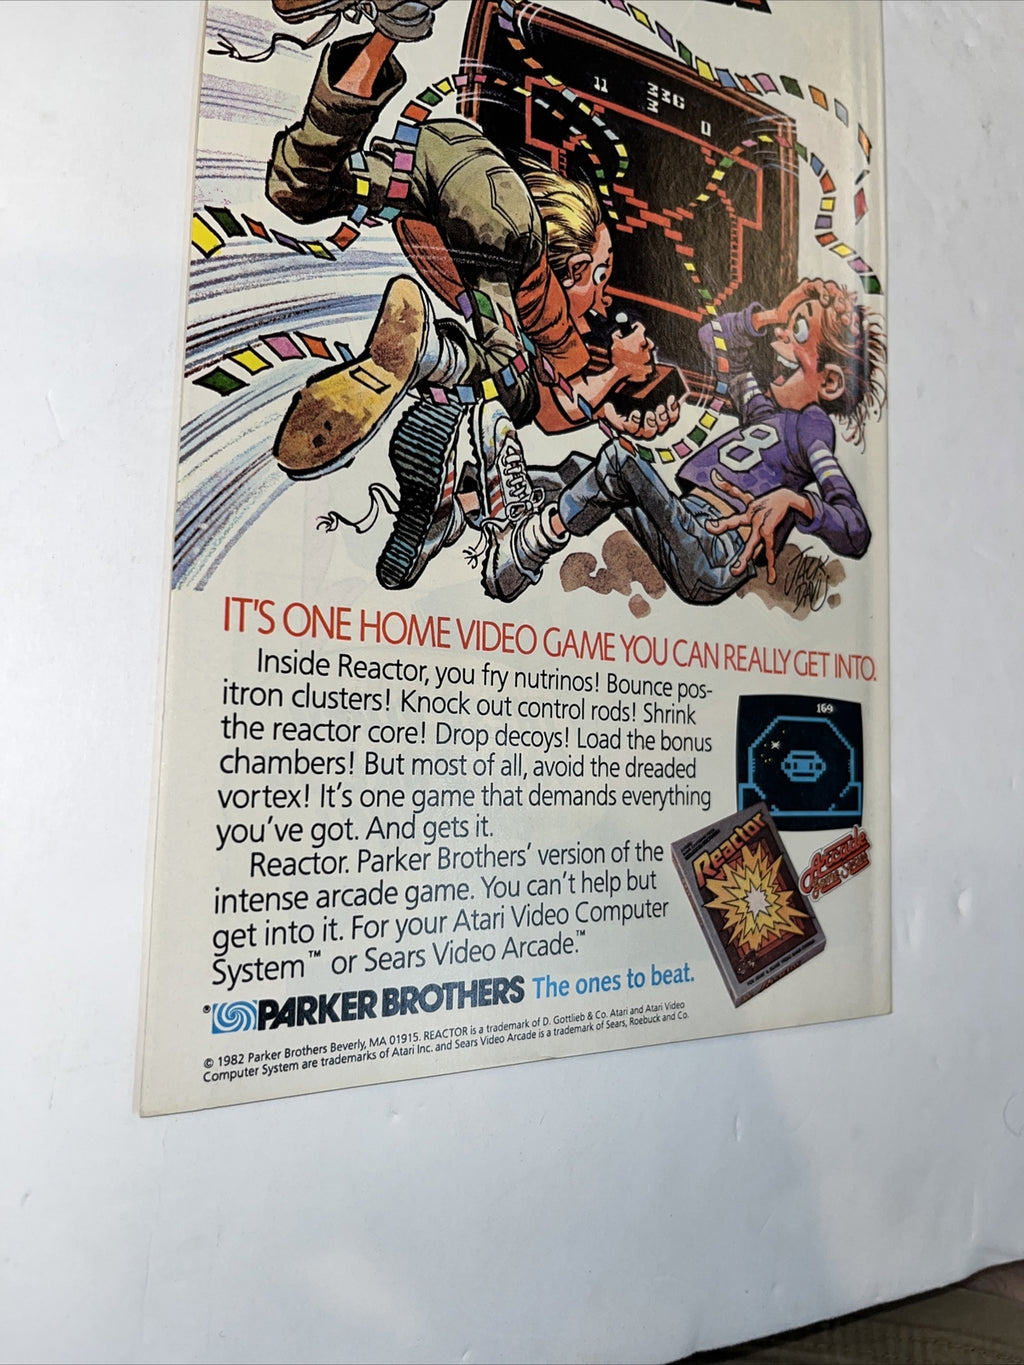 11 330
3 0
8
JACK DAVIS
IT'S ONE HOME VIDEO GAME YOU CAN REALLY GET INTO.
Inside Reactor, you fry nutrinos! Bounce pos-
itron clusters! Knock out control rods! Shrink
the reactor core! Drop decoys! Load the bonus
chambers! But most of all, avoid the dreaded
vortex! It's one game that demands everything
you've got. And gets it.
Reactor. Parker Brothers' version of the
intense arcade game. You can't help but
get into it. For your Atari Video Computer
System™ or Sears Video Arcade.™
169
Reactor
Arcade
PARKER BROTHERS The ones to beat.
© 1982 Parker Brothers Beverly, MA 01915. REACTOR is a trademark of D. Gottlieb & Co. Atari and Atari Video
Computer System are trademarks of Atari Inc. and Sears Video Arcade is a trademark of Sears, Roebuck and Co.